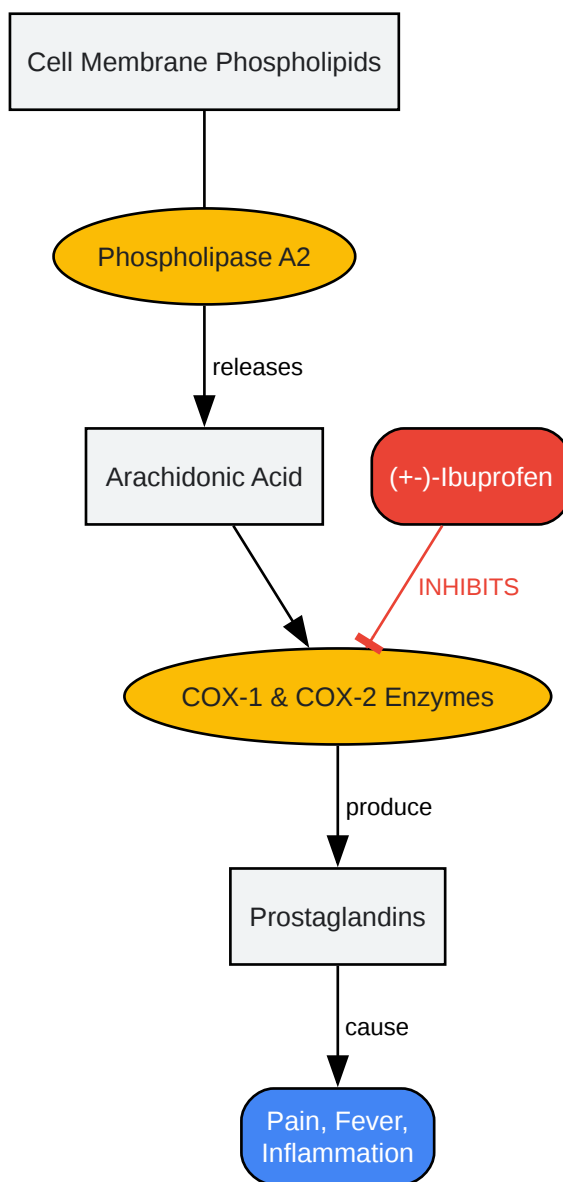 Cell Membrane Phospholipids
Phospholipase A2
releases
Arachidonic Acid
(+-)-Ibuprofen
INHIBITS
COX-1 & COX-2 Enzymes
produce
Prostaglandins
cause
Pain, Fever,
Inflammation